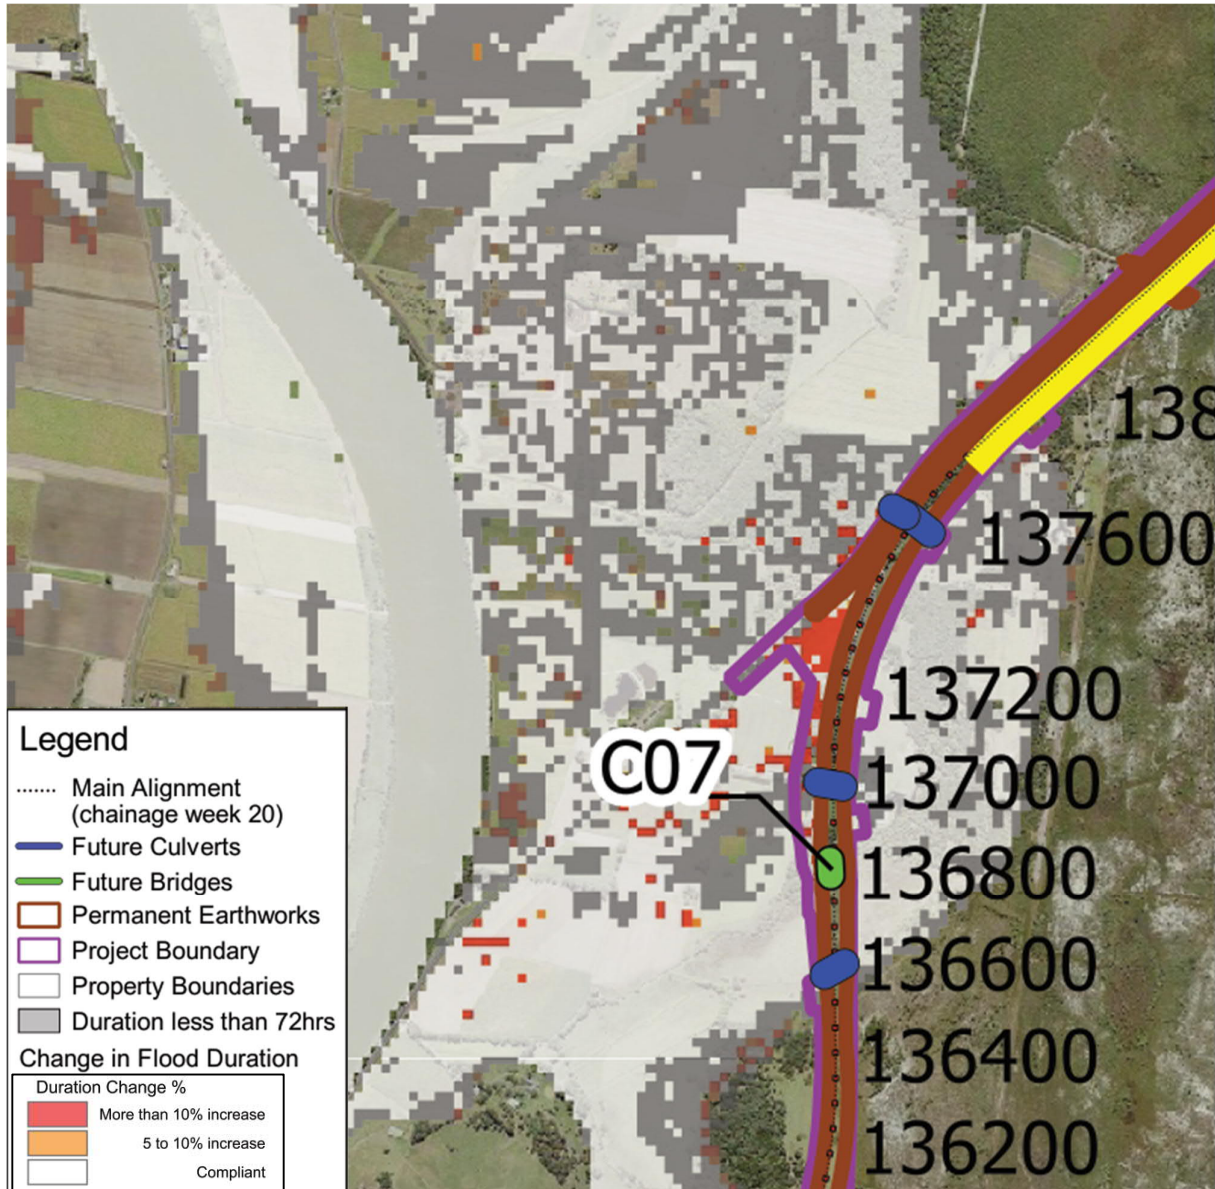 138
137600
137200
C07
137000
136800
136600
136400
136200
Legend
Main Alignment
(chainage week 20)
Future Culverts
Future Bridges
Permanent Earthworks
Project Boundary
Property Boundaries
Duration less than 72hrs
Change in Flood Duration
Duration Change %
More than 10% increase
5 to 10% increase
Compliant